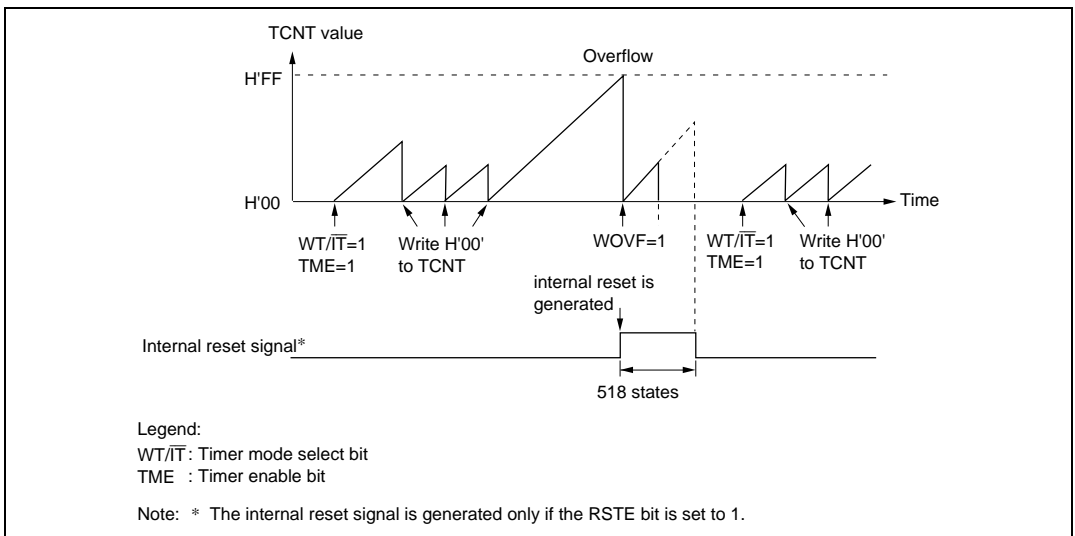 TCNT value
Overflow
H'FF
H'00
Time
WT/I̅T̅=1
TME=1
Write H'00'
to TCNT
WOVF=1
WT/I̅T̅=1
TME=1
Write H'00'
to TCNT
internal reset is
generated
Internal reset signal*
518 states
Legend:
WT/I̅T̅ : Timer mode select bit
TME : Timer enable bit
Note: * The internal reset signal is generated only if the RSTE bit is set to 1.